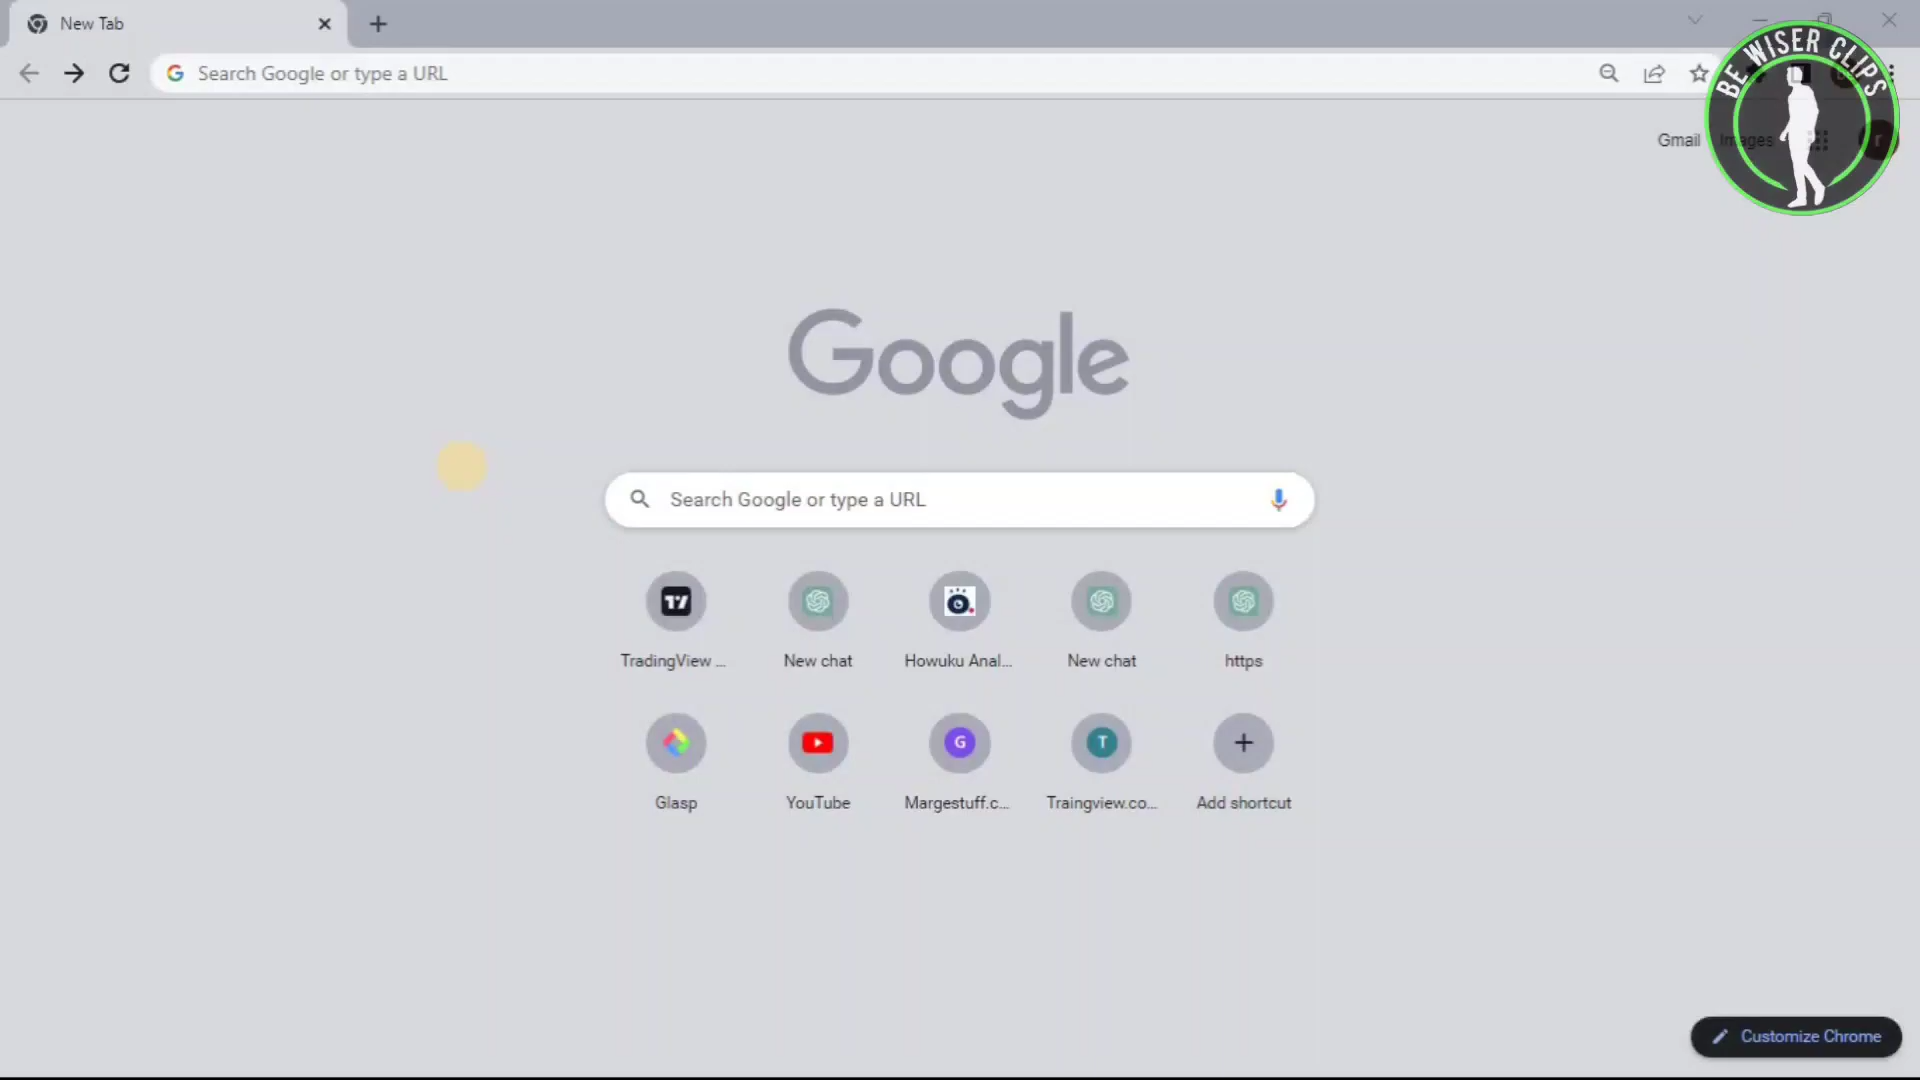 New Tab
Search Google or type a URL
BE WISER CLIPS
Gmail
Images
Google
Search Google or type a URL
TradingView ...
New chat
Howuku Anal...
New chat
https
Glasp
YouTube
G
Margestuff.c...
T
Traingview.co...
Add shortcut
Customize Chrome